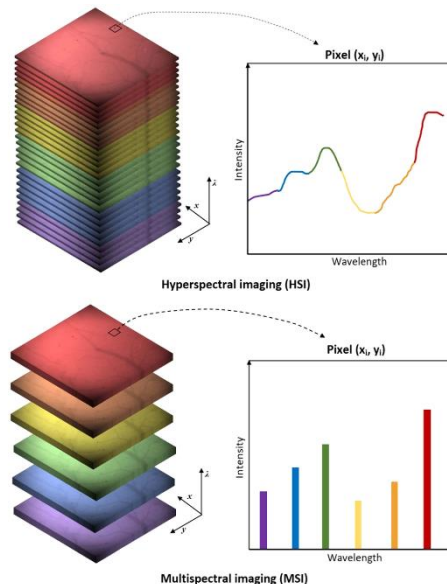 Pixel (xᵢ, yᵢ)
Intensity
Wavelength
λ
x
y
Hyperspectral imaging (HSI)
Pixel (xᵢ, yᵢ)
Intensity
Wavelength
λ
x
y
Multispectral imaging (MSI)